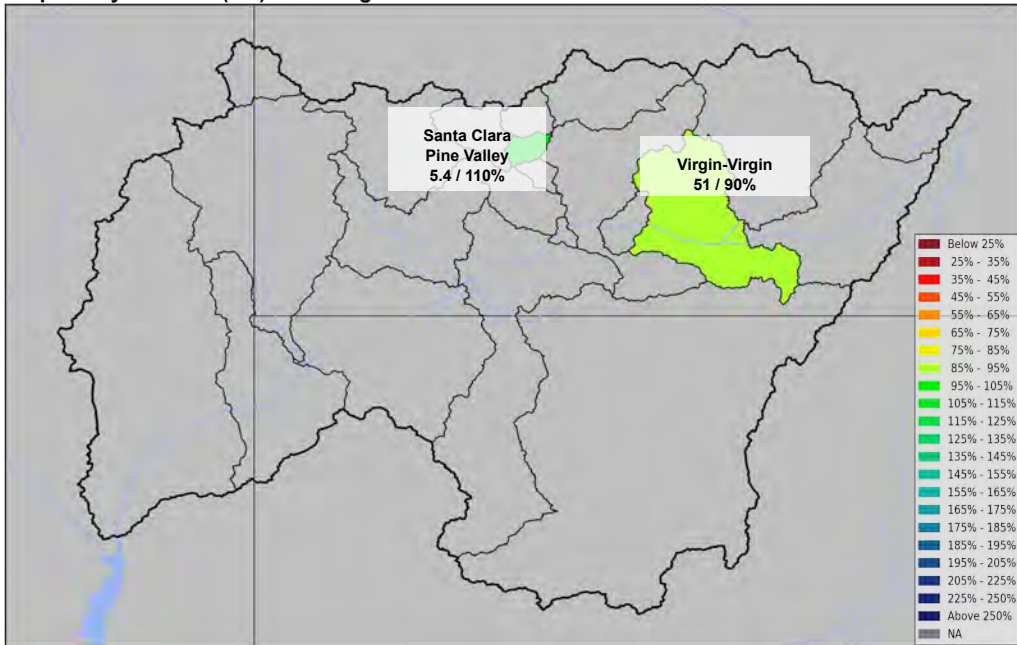 Santa Clara
Pine Valley
5.4 / 110%
Virgin-Virgin
51 / 90%
Below 25%
25% - 35%
35% - 45%
45% - 55%
55% - 65%
65% - 75%
75% - 85%
85% - 95%
95% - 105%
105% - 115%
115% - 125%
125% - 135%
135% - 145%
145% - 155%
155% - 165%
165% - 175%
175% - 185%
185% - 195%
195% - 205%
205% - 225%
225% - 250%
Above 250%
NA